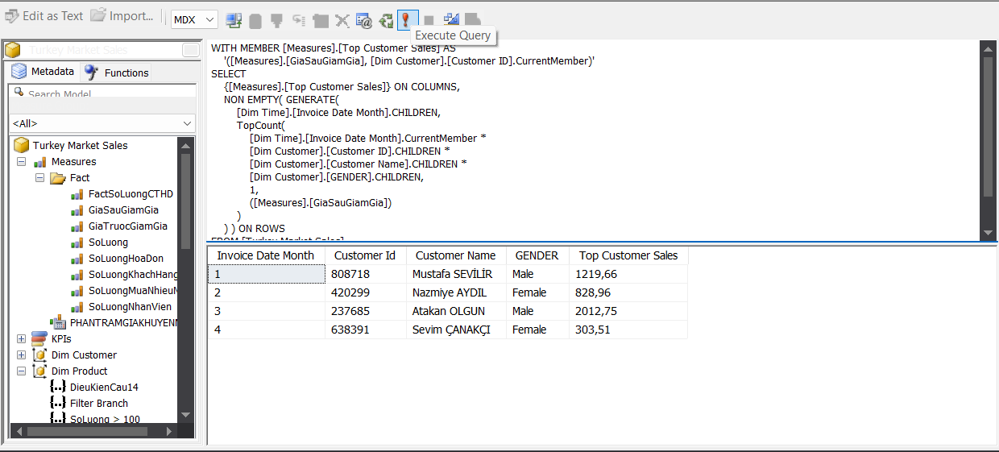 Edit as Text Import... MDX
Execute Query
Turkey Market Sales
Metadata Functions
Search Model
<All>
Turkey Market Sales
Measures
Fact
FactSoLuongCTHD
GiaSauGiamGia
GiaTruocGiamGia
SoLuong
SoLuongHoaDon
SoLuongKhachHang
SoLuongMuaNhieuN
SoLuongNhanVien
PHANTRAMGIAKHUYENM
KPIs
Dim Customer
Dim Product
DieuKienCau14
Filter Branch
SoLuong > 100
WITH MEMBER [Measures].[Top Customer Sales] AS
'([Measures].[GiaSauGiamGia], [Dim Customer].[Customer ID].CurrentMember)'
SELECT
{[Measures].[Top Customer Sales]} ON COLUMNS,
NON EMPTY( GENERATE(
[Dim Time].[Invoice Date Month].CHILDREN,
TopCount(
[Dim Time].[Invoice Date Month].CurrentMember *
[Dim Customer].[Customer ID].CHILDREN *
[Dim Customer].[Customer Name].CHILDREN *
[Dim Customer].[GENDER].CHILDREN,
1,
([Measures].[GiaSauGiamGia])
)
) ) ON ROWS
FROM [Turkey Market Sales]
Invoice Date Month Customer Id Customer Name GENDER Top Customer Sales
1 808718 Mustafa SEVİLİR Male 1219,66
2 420299 Nazmiye AYDIL Female 828,96
3 237685 Atakan OLGUN Male 2012,75
4 638391 Sevim ÇANAKÇI Female 303,51